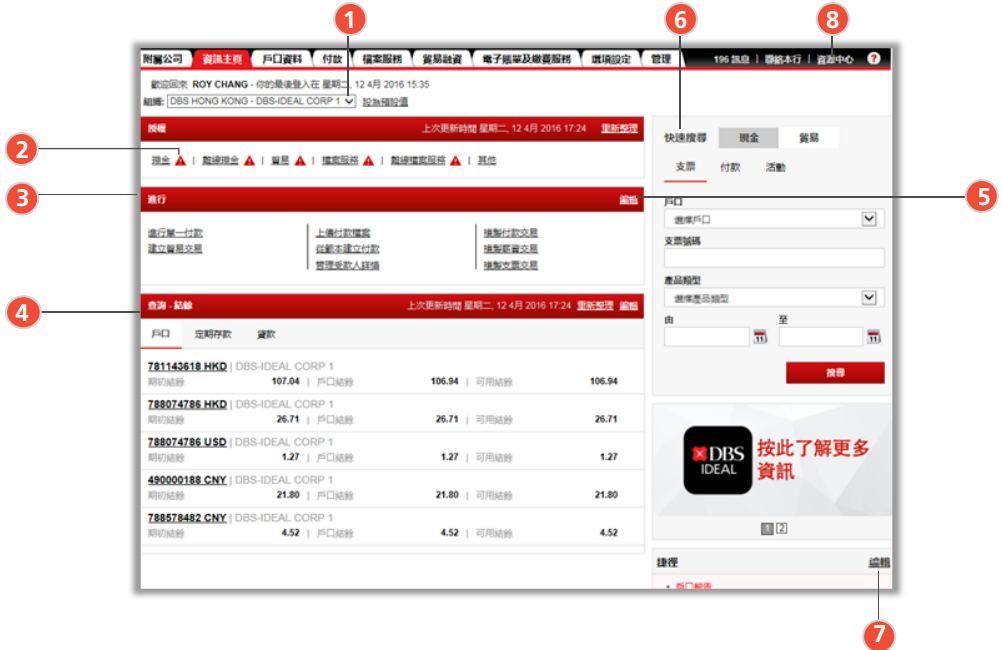 1 6 8
附屬公司 資訊主頁 戶口資料 付款 檔案服務 貿易融資 電子賬單及繳費服務 選項設定 管理 196 訊息 | 聯絡本行 | 資源中心 ?
歡迎回來 ROY CHANG - 你的最後登入在 星期二, 12 4月 2016 15:35
組織: DBS HONG KONG - DBS-IDEAL CORP 1 設為預設值
授權 上次更新時間 星期二, 12 4月 2016 17:24 重新整理
2
現金 | 離線現金 | 貿易 | 檔案服務 | 離線檔案服務 | 其他
3
進行 編輯
5
進行單一付款 上傳付款檔案 複製付款交易
建立貿易交易 從範本建立付款 複製薪資交易
管理受款人詳情 複製支票交易
4
查詢 - 結餘 上次更新時間 星期二, 12 4月 2016 17:24 重新整理 編輯
戶口 定期存款 貸款
781143618 HKD | DBS-IDEAL CORP 1
期初結餘 107.04 | 戶口結餘 106.94 | 可用結餘 106.94
788074786 HKD | DBS-IDEAL CORP 1
期初結餘 26.71 | 戶口結餘 26.71 | 可用結餘 26.71
788074786 USD | DBS-IDEAL CORP 1
期初結餘 1.27 | 戶口結餘 1.27 | 可用結餘 1.27
490000188 CNY | DBS-IDEAL CORP 1
期初結餘 21.80 | 戶口結餘 21.80 | 可用結餘 21.80
788578482 CNY | DBS-IDEAL CORP 1
期初結餘 4.52 | 戶口結餘 4.52 | 可用結餘 4.52
快速搜尋 現金 貿易
支票 付款 活動
戶口
選擇戶口
支票號碼
產品類型
選擇產品類型
由 至
11 11
搜尋
DBS
IDEAL
按此了解更多
資訊
1 2
捷徑 編輯
戶口報告
7